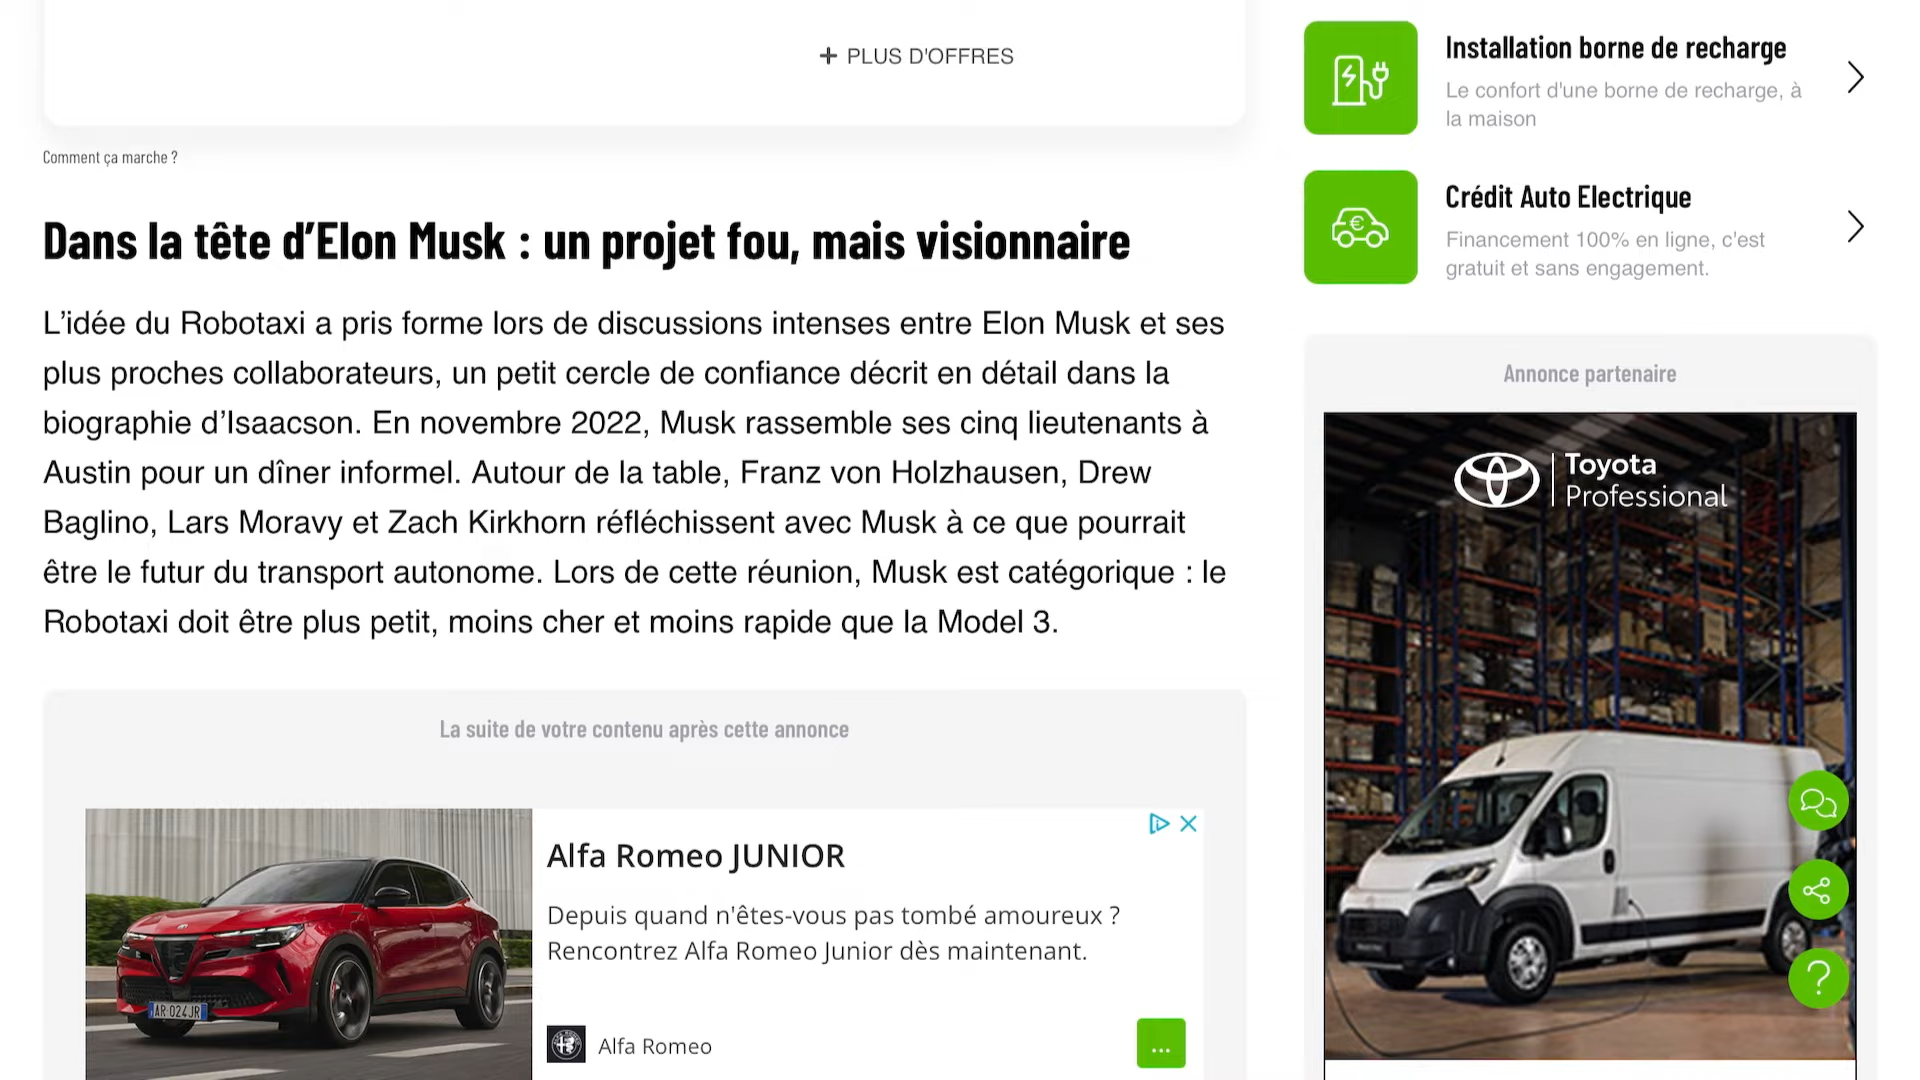 + PLUS D'OFFRES
Comment ça marche ?
Dans la tête d’Elon Musk : un projet fou, mais visionnaire
L’idée du Robotaxi a pris forme lors de discussions intenses entre Elon Musk et ses
plus proches collaborateurs, un petit cercle de confiance décrit en détail dans la
biographie d’Isaacson. En novembre 2022, Musk rassemble ses cinq lieutenants à
Austin pour un dîner informel. Autour de la table, Franz von Holzhausen, Drew
Baglino, Lars Moravy et Zach Kirkhorn réfléchissent avec Musk à ce que pourrait
être le futur du transport autonome. Lors de cette réunion, Musk est catégorique : le
Robotaxi doit être plus petit, moins cher et moins rapide que la Model 3.
La suite de votre contenu après cette annonce
AR 024JR
Alfa Romeo JUNIOR
Depuis quand n'êtes-vous pas tombé amoureux ?
Rencontrez Alfa Romeo Junior dès maintenant.
Alfa Romeo
...
Installation borne de recharge
Le confort d'une borne de recharge, à
la maison
Crédit Auto Electrique
Financement 100% en ligne, c'est
gratuit et sans engagement.
Annonce partenaire
Toyota
Professional